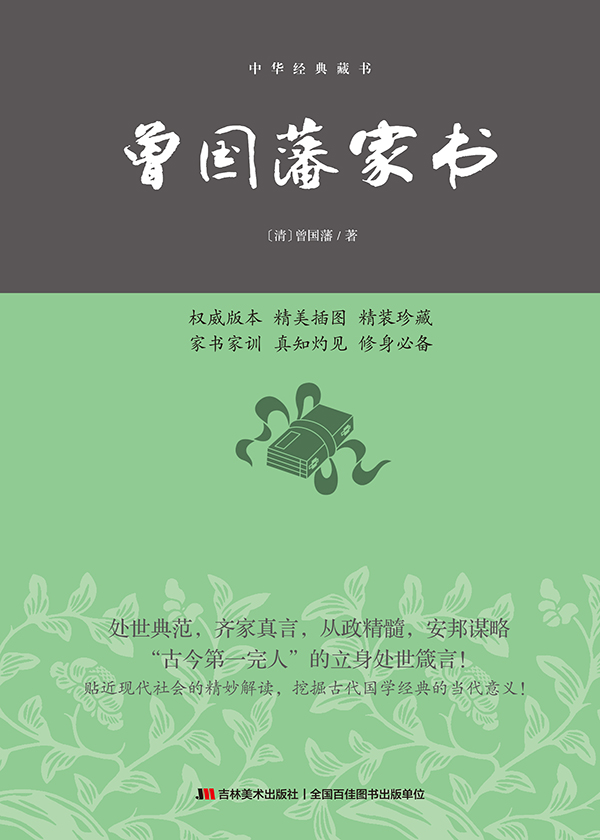 中华经典藏书
曾国藩家书
〔清〕曾国藩 / 著
权威版本 精美插图 精装珍藏
家书家训 真知灼见 修身必备
处世典范，齐家真言，从政精髓，安邦谋略
“古今第一完人”的立身处世箴言！
贴近现代社会的精妙解读，挖掘古代国学经典的当代意义！
吉林美术出版社 | 全国百佳图书出版单位